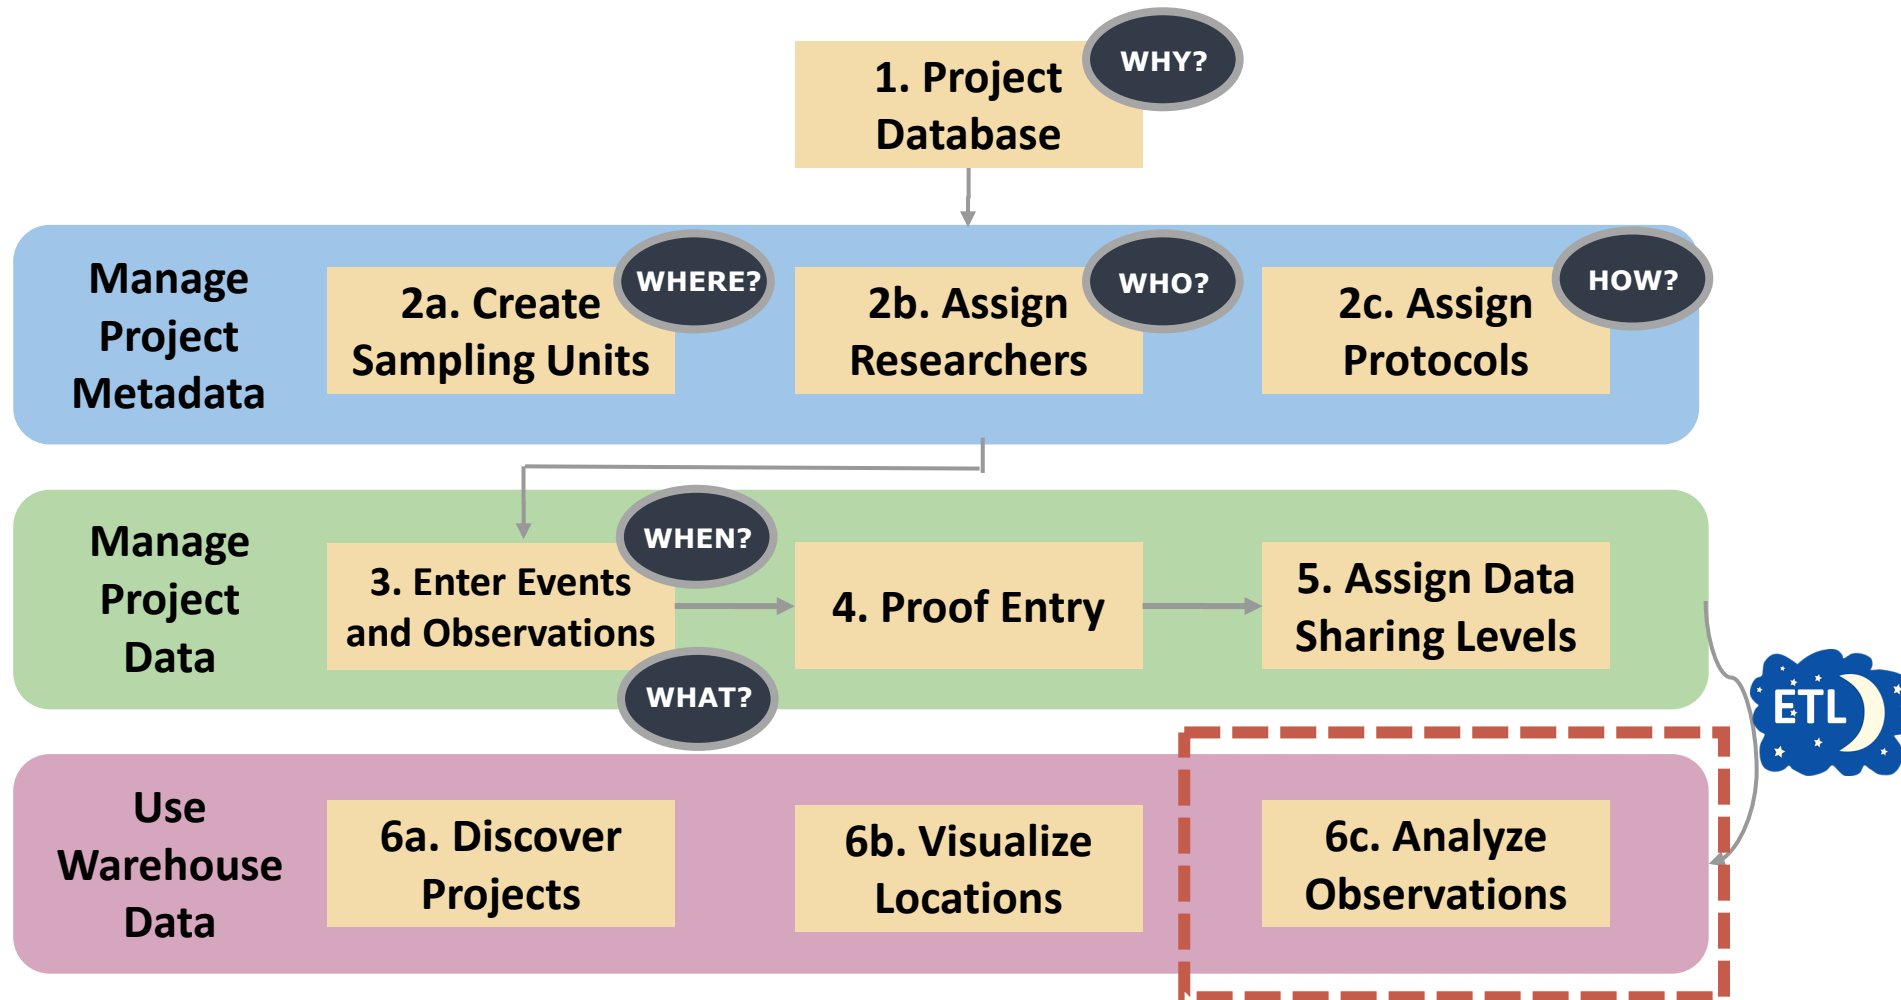 1. Project
Database
WHY?
Manage
Project
Metadata
2a. Create
Sampling Units
WHERE?
2b. Assign
Researchers
WHO?
2c. Assign
Protocols
HOW?
Manage
Project
Data
3. Enter Events
and Observations
WHEN?
WHAT?
4. Proof Entry
5. Assign Data
Sharing Levels
ETL
Use
Warehouse
Data
6a. Discover
Projects
6b. Visualize
Locations
6c. Analyze
Observations